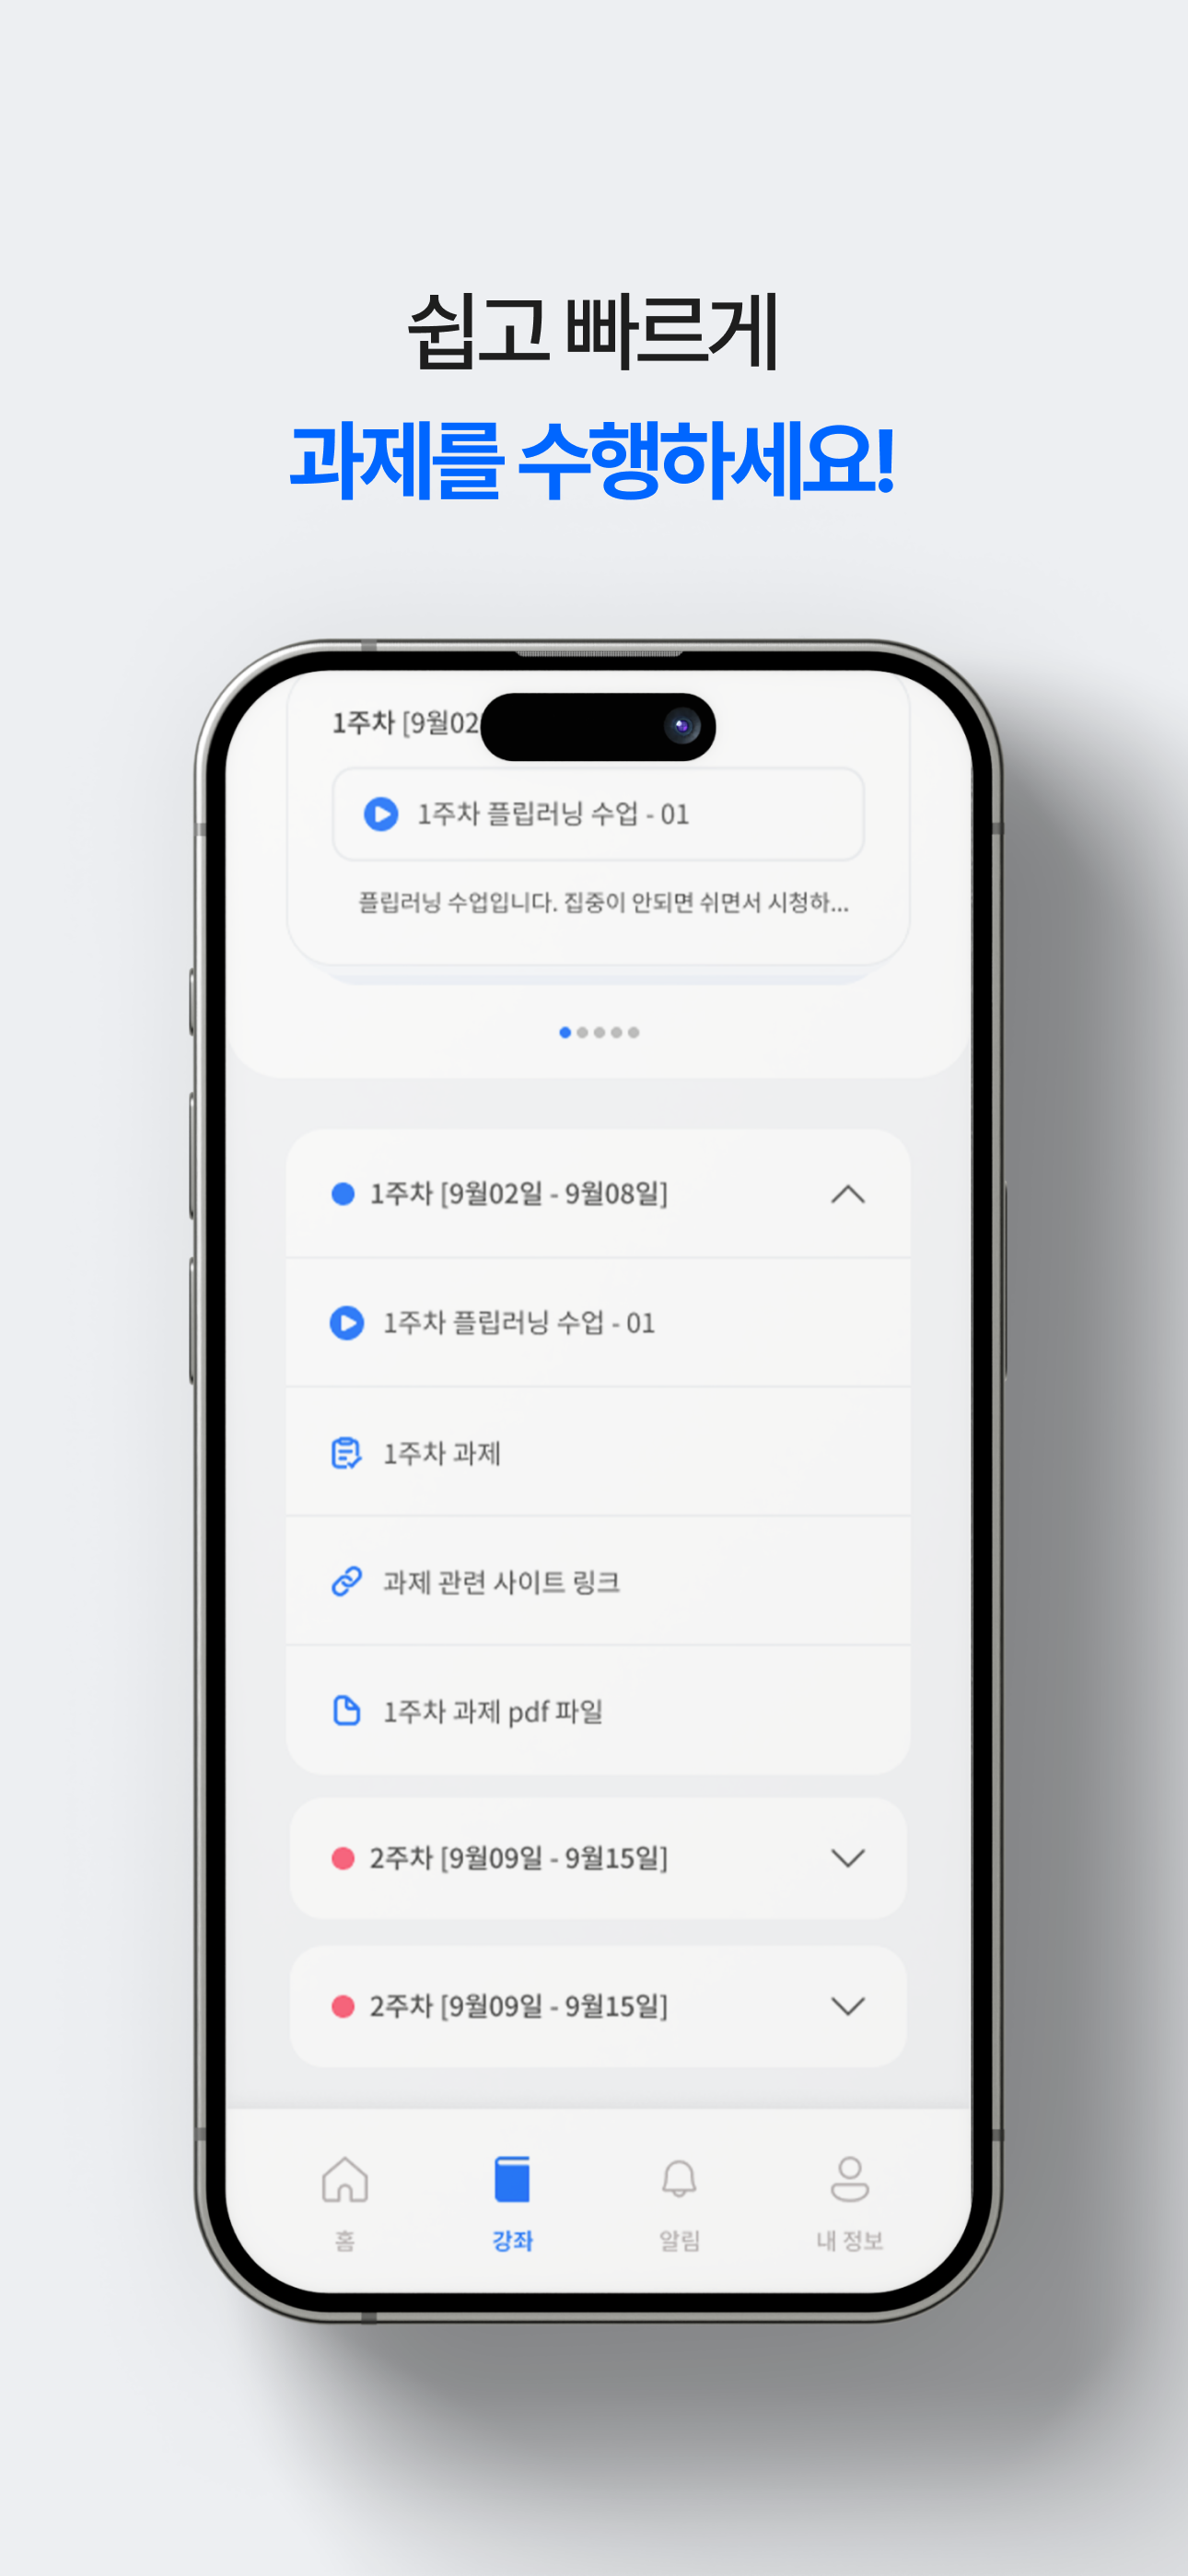 쉽고 빠르게
과제를 수행하세요!
1주차 [9월02
1주차 플립러닝 수업 - 01
플립러닝 수업입니다. 집중이 안되면 쉬면서 시청하...
1주차 [9월02일 - 9월08일]
1주차 플립러닝 수업 - 01
1주차 과제
과제 관련 사이트 링크
1주차 과제 pdf 파일
2주차 [9월09일 - 9월15일]
2주차 [9월09일 - 9월15일]
홈 강좌 알림 내 정보